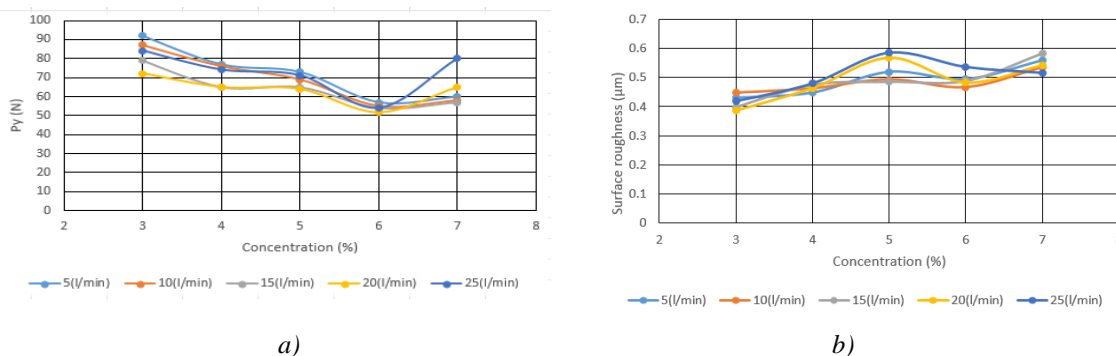 100
90
80
70
60
50
40
30
20
10
0
Py (N)
2 3 4 5 6 7 8
Concentration (%)
5(l/min) 10(l/min) 15(l/min) 20(l/min) 25(l/min)
a)
0.7
0.6
0.5
0.4
0.3
0.2
0.1
0
Surface roughness (μm)
2 3 4 5 6 7
Concentration (%)
5(l/min) 10(l/min) 15(l/min) 20(l/min) 25(l/min)
b)